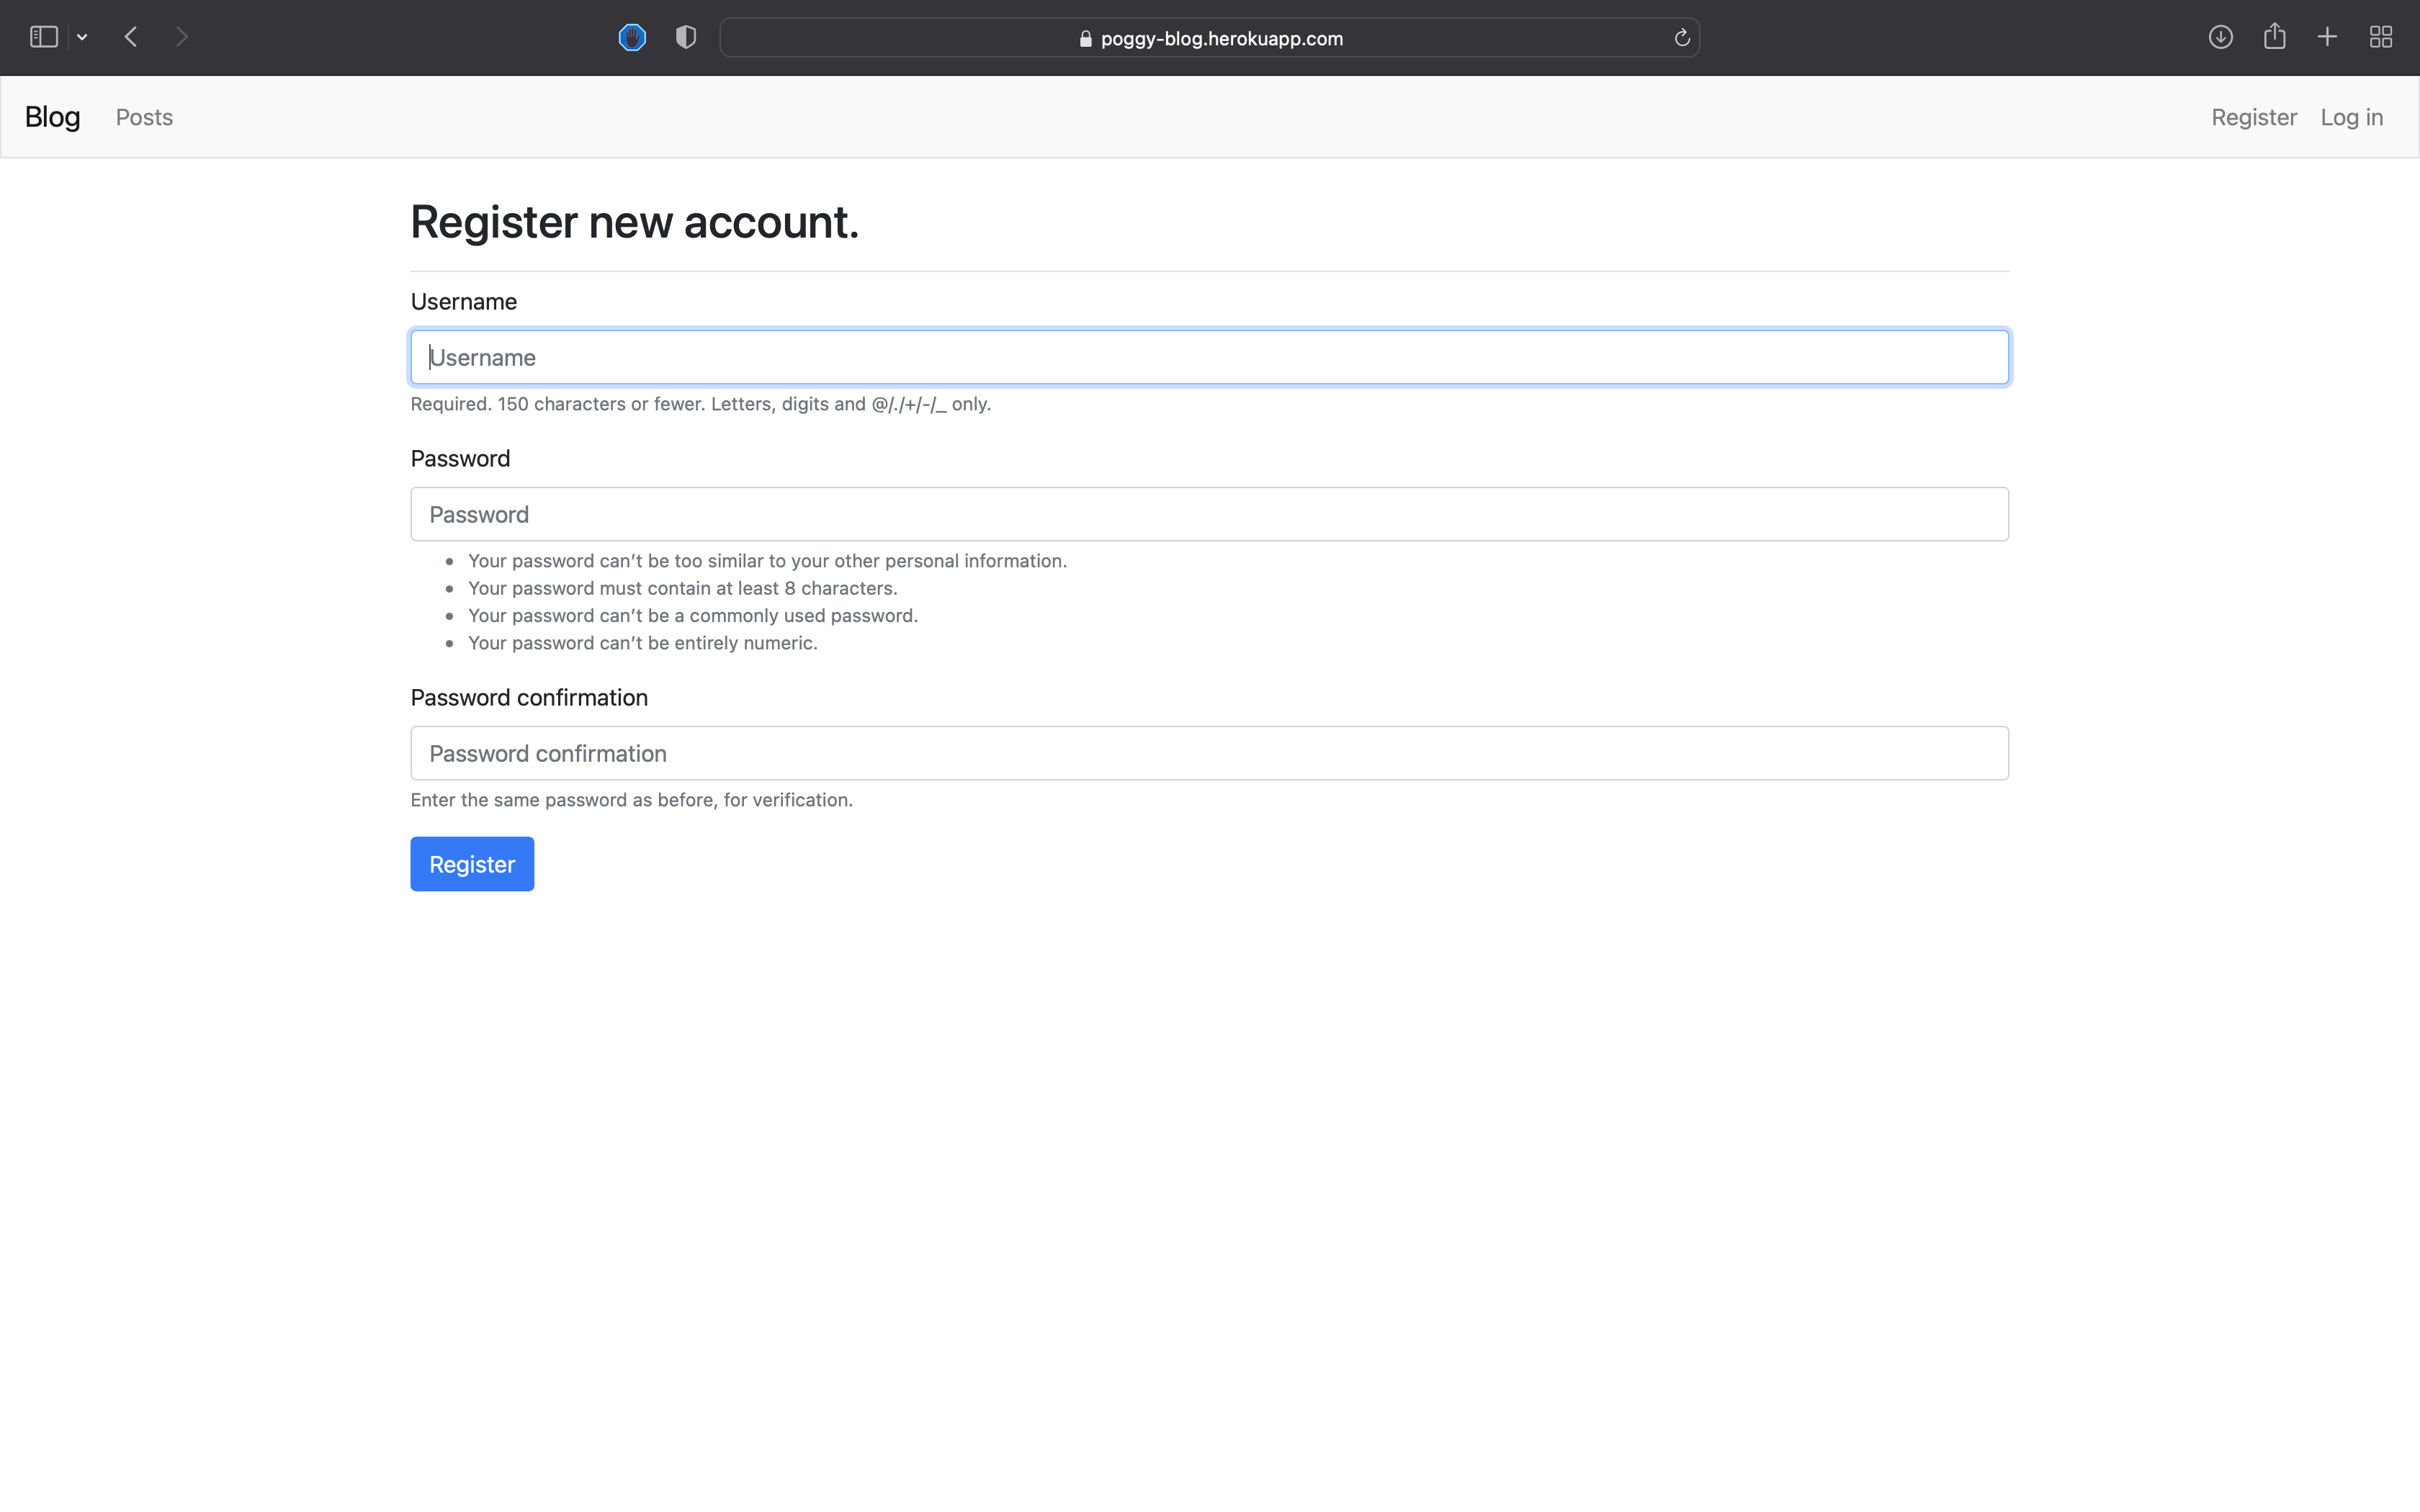 poggy-blog.herokuapp.com
Blog Posts Register Log in
Register new account.
Username
Username
Required. 150 characters or fewer. Letters, digits and @/./+/-/_ only.
Password
Password
• Your password can’t be too similar to your other personal information.
• Your password must contain at least 8 characters.
• Your password can’t be a commonly used password.
• Your password can’t be entirely numeric.
Password confirmation
Password confirmation
Enter the same password as before, for verification.
Register